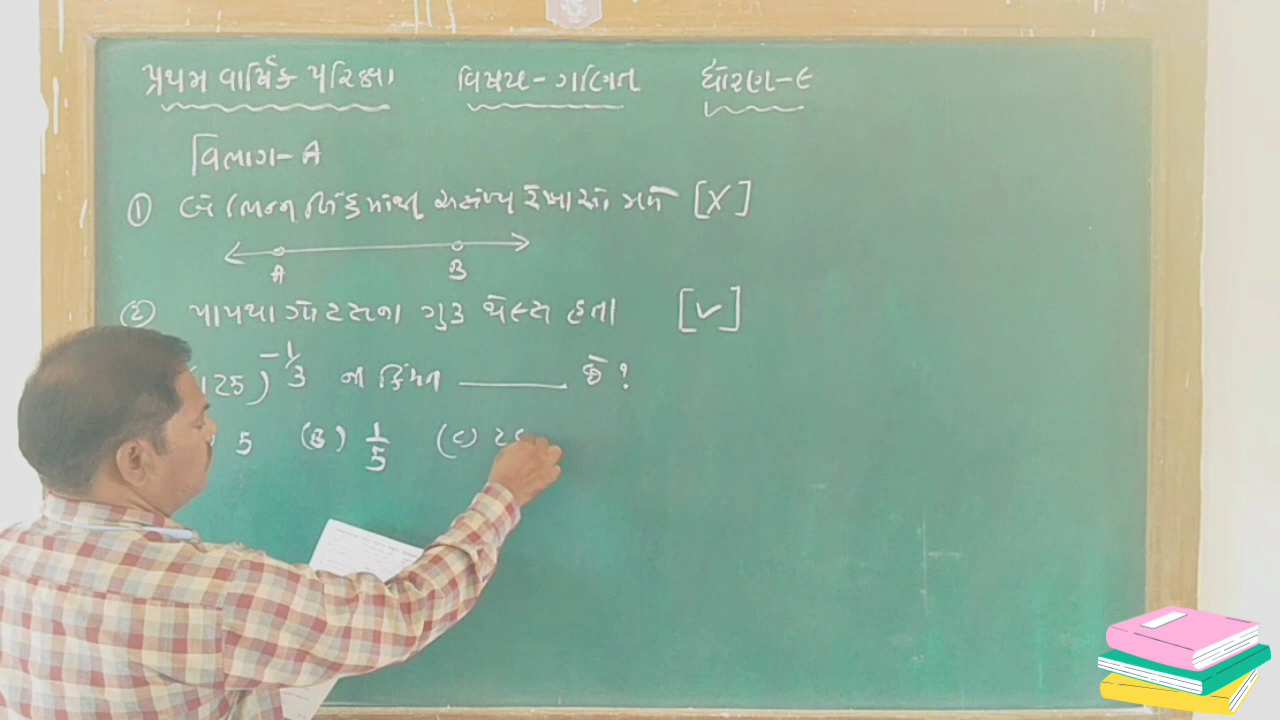 પ્રથમ વાર્ષિક પરિક્ષા વિષય-ગણિત ધોરણ-૯
વિભાગ-A
① બે ભિન્ન બિંદુમાંથી અસંખ્ય રેખાઓ મળે [X]
A B
② પાયથાગોરસના ગુરુ થેલ્સ હતા [✓]
(125)^-1/3 ની કિંમત ______ છે ?
5 (B) 1/5 (C) 25